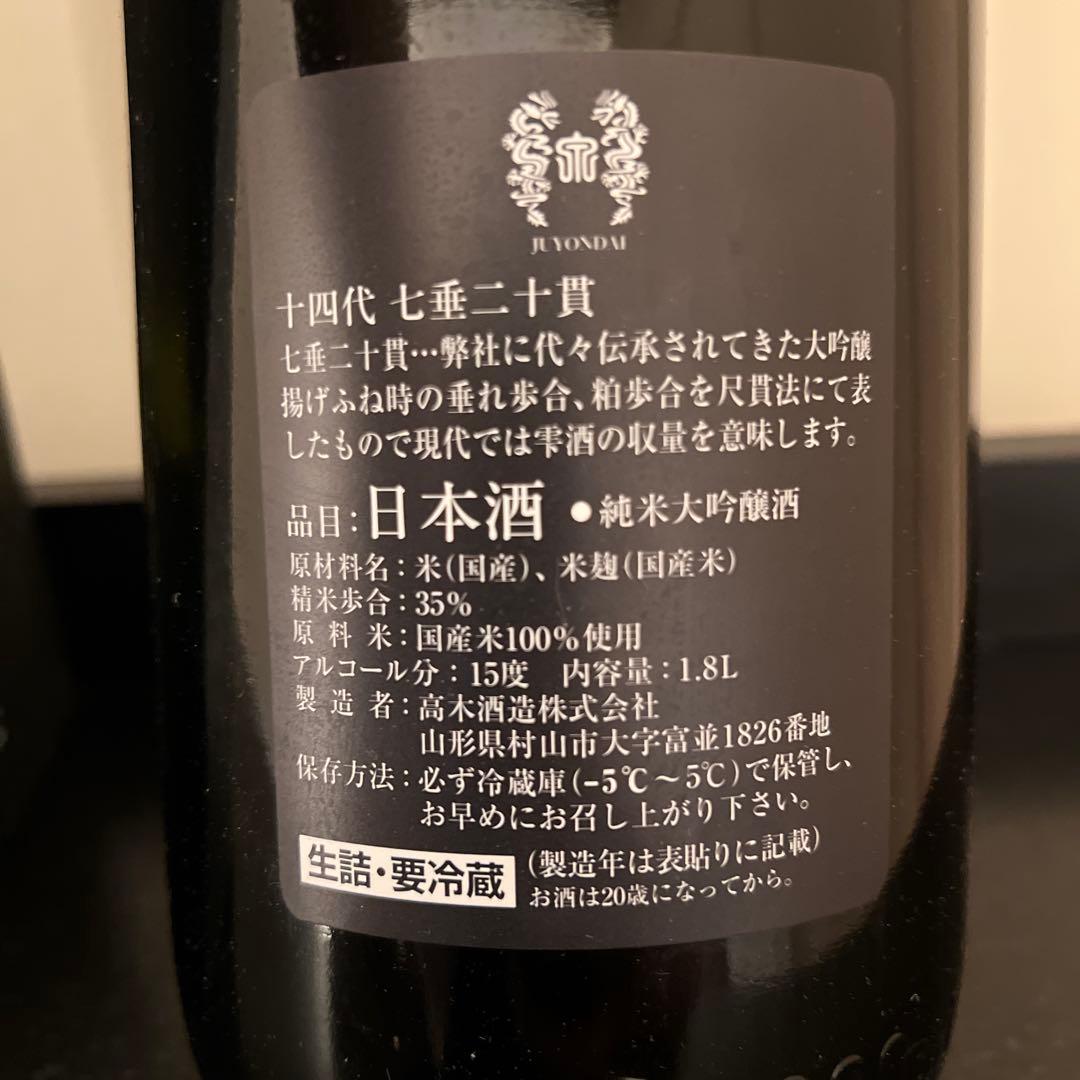 JUYONDAI
十四代 七垂二十貫
七垂二十貫…弊社に代々伝承されてきた大吟醸
揚げふね時の垂れ歩合、粕歩合を尺貫法にて表
したもので現代では雫酒の収量を意味します。
品目：日本酒 ●純米大吟醸酒
原材料名：米(国産)、米麹(国産米)
精米歩合：35%
原料米：国産米100%使用
アルコール分：15度 内容量：1.8L
製造者：高木酒造株式会社
山形県村山市大字富並1826番地
保存方法：必ず冷蔵庫(-5℃～5℃)で保管し、
お早めにお召し上がり下さい。
生詰・要冷蔵 (製造年は表貼りに記載)
お酒は20歳になってから。